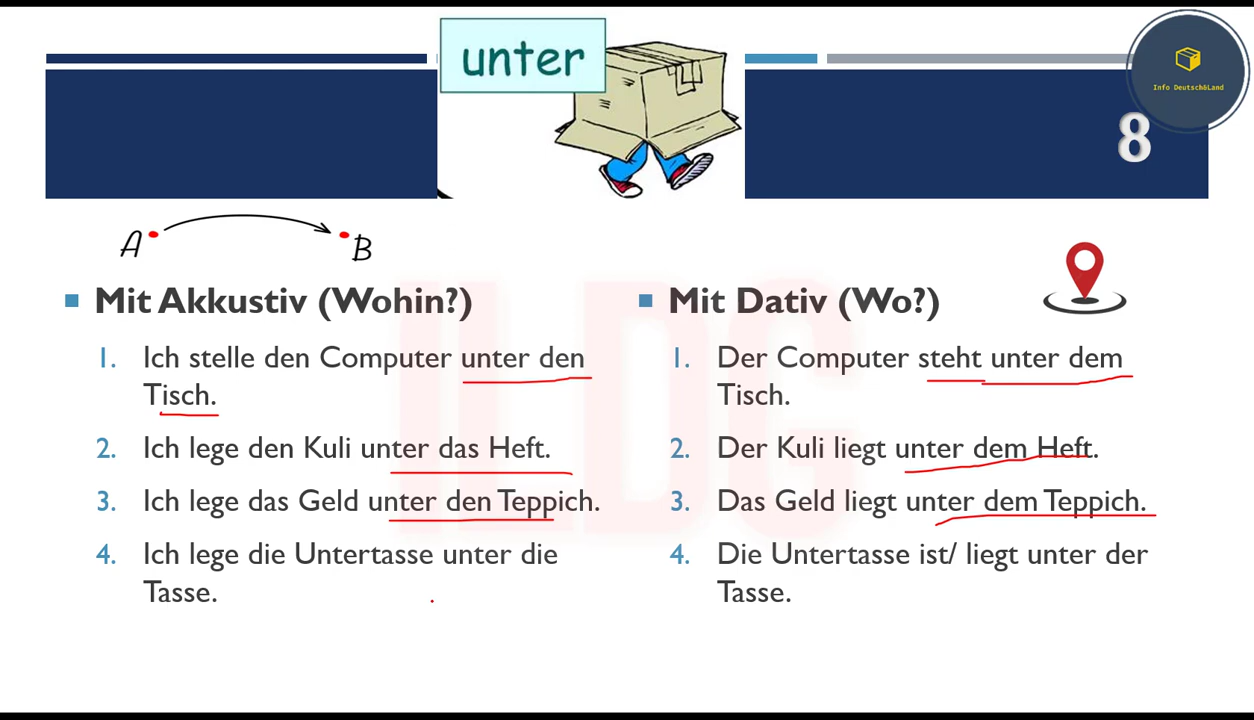 unter
Info Deutsch&Land
8
A
B
Mit Akkustiv (Wohin?)
1. Ich stelle den Computer unter den
Tisch.
2. Ich lege den Kuli unter das Heft.
3. Ich lege das Geld unter den Teppich.
4. Ich lege die Untertasse unter die
Tasse.
Mit Dativ (Wo?)
1. Der Computer steht unter dem
Tisch.
2. Der Kuli liegt unter dem Heft.
3. Das Geld liegt unter dem Teppich.
4. Die Untertasse ist/ liegt unter der
Tasse.
ILDG